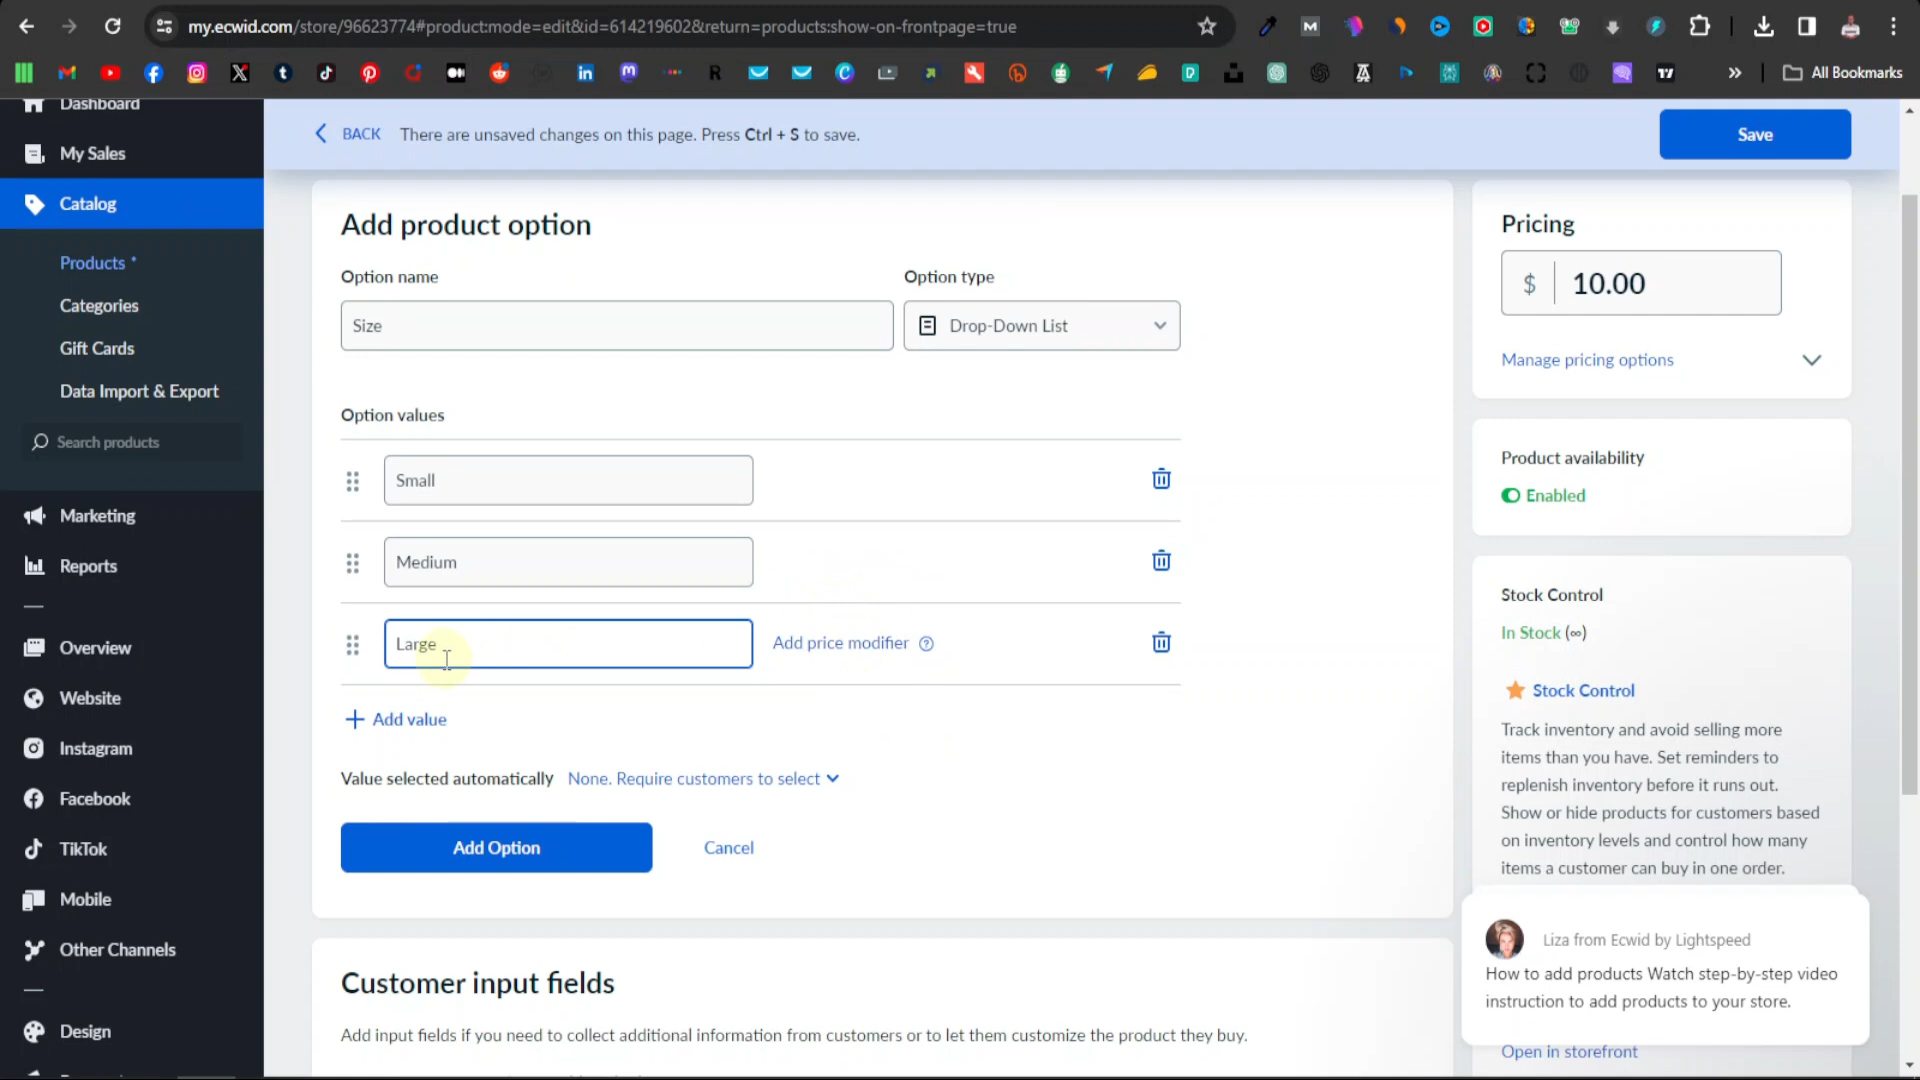 my.ecwid.com/store/96623774#product:mode=edit&id=614219602&return=products:show-on-frontpage=true
All Bookmarks
Dashboard
My Sales
Catalog
Products *
Categories
Gift Cards
Data Import & Export
Search products
Marketing
Reports
Overview
Website
Instagram
Facebook
TikTok
Mobile
Other Channels
Design
BACK There are unsaved changes on this page. Press Ctrl + S to save.
Save
Add product option
Option name
Option type
Size
Drop-Down List
Option values
Small
Medium
Large
Add price modifier ?
+ Add value
Value selected automatically None. Require customers to select
Add Option
Cancel
Customer input fields
Add input fields if you need to collect additional information from customers or to let them customize the product they buy.
Pricing
$ 10.00
Manage pricing options
Product availability
Enabled
Stock Control
In Stock (∞)
Stock Control
Track inventory and avoid selling more
items than you have. Set reminders to
replenish inventory before it runs out.
Show or hide products for customers based
on inventory levels and control how many
items a customer can buy in one order.
Liza from Ecwid by Lightspeed
How to add products Watch step-by-step video
instruction to add products to your store.
Open in storefront